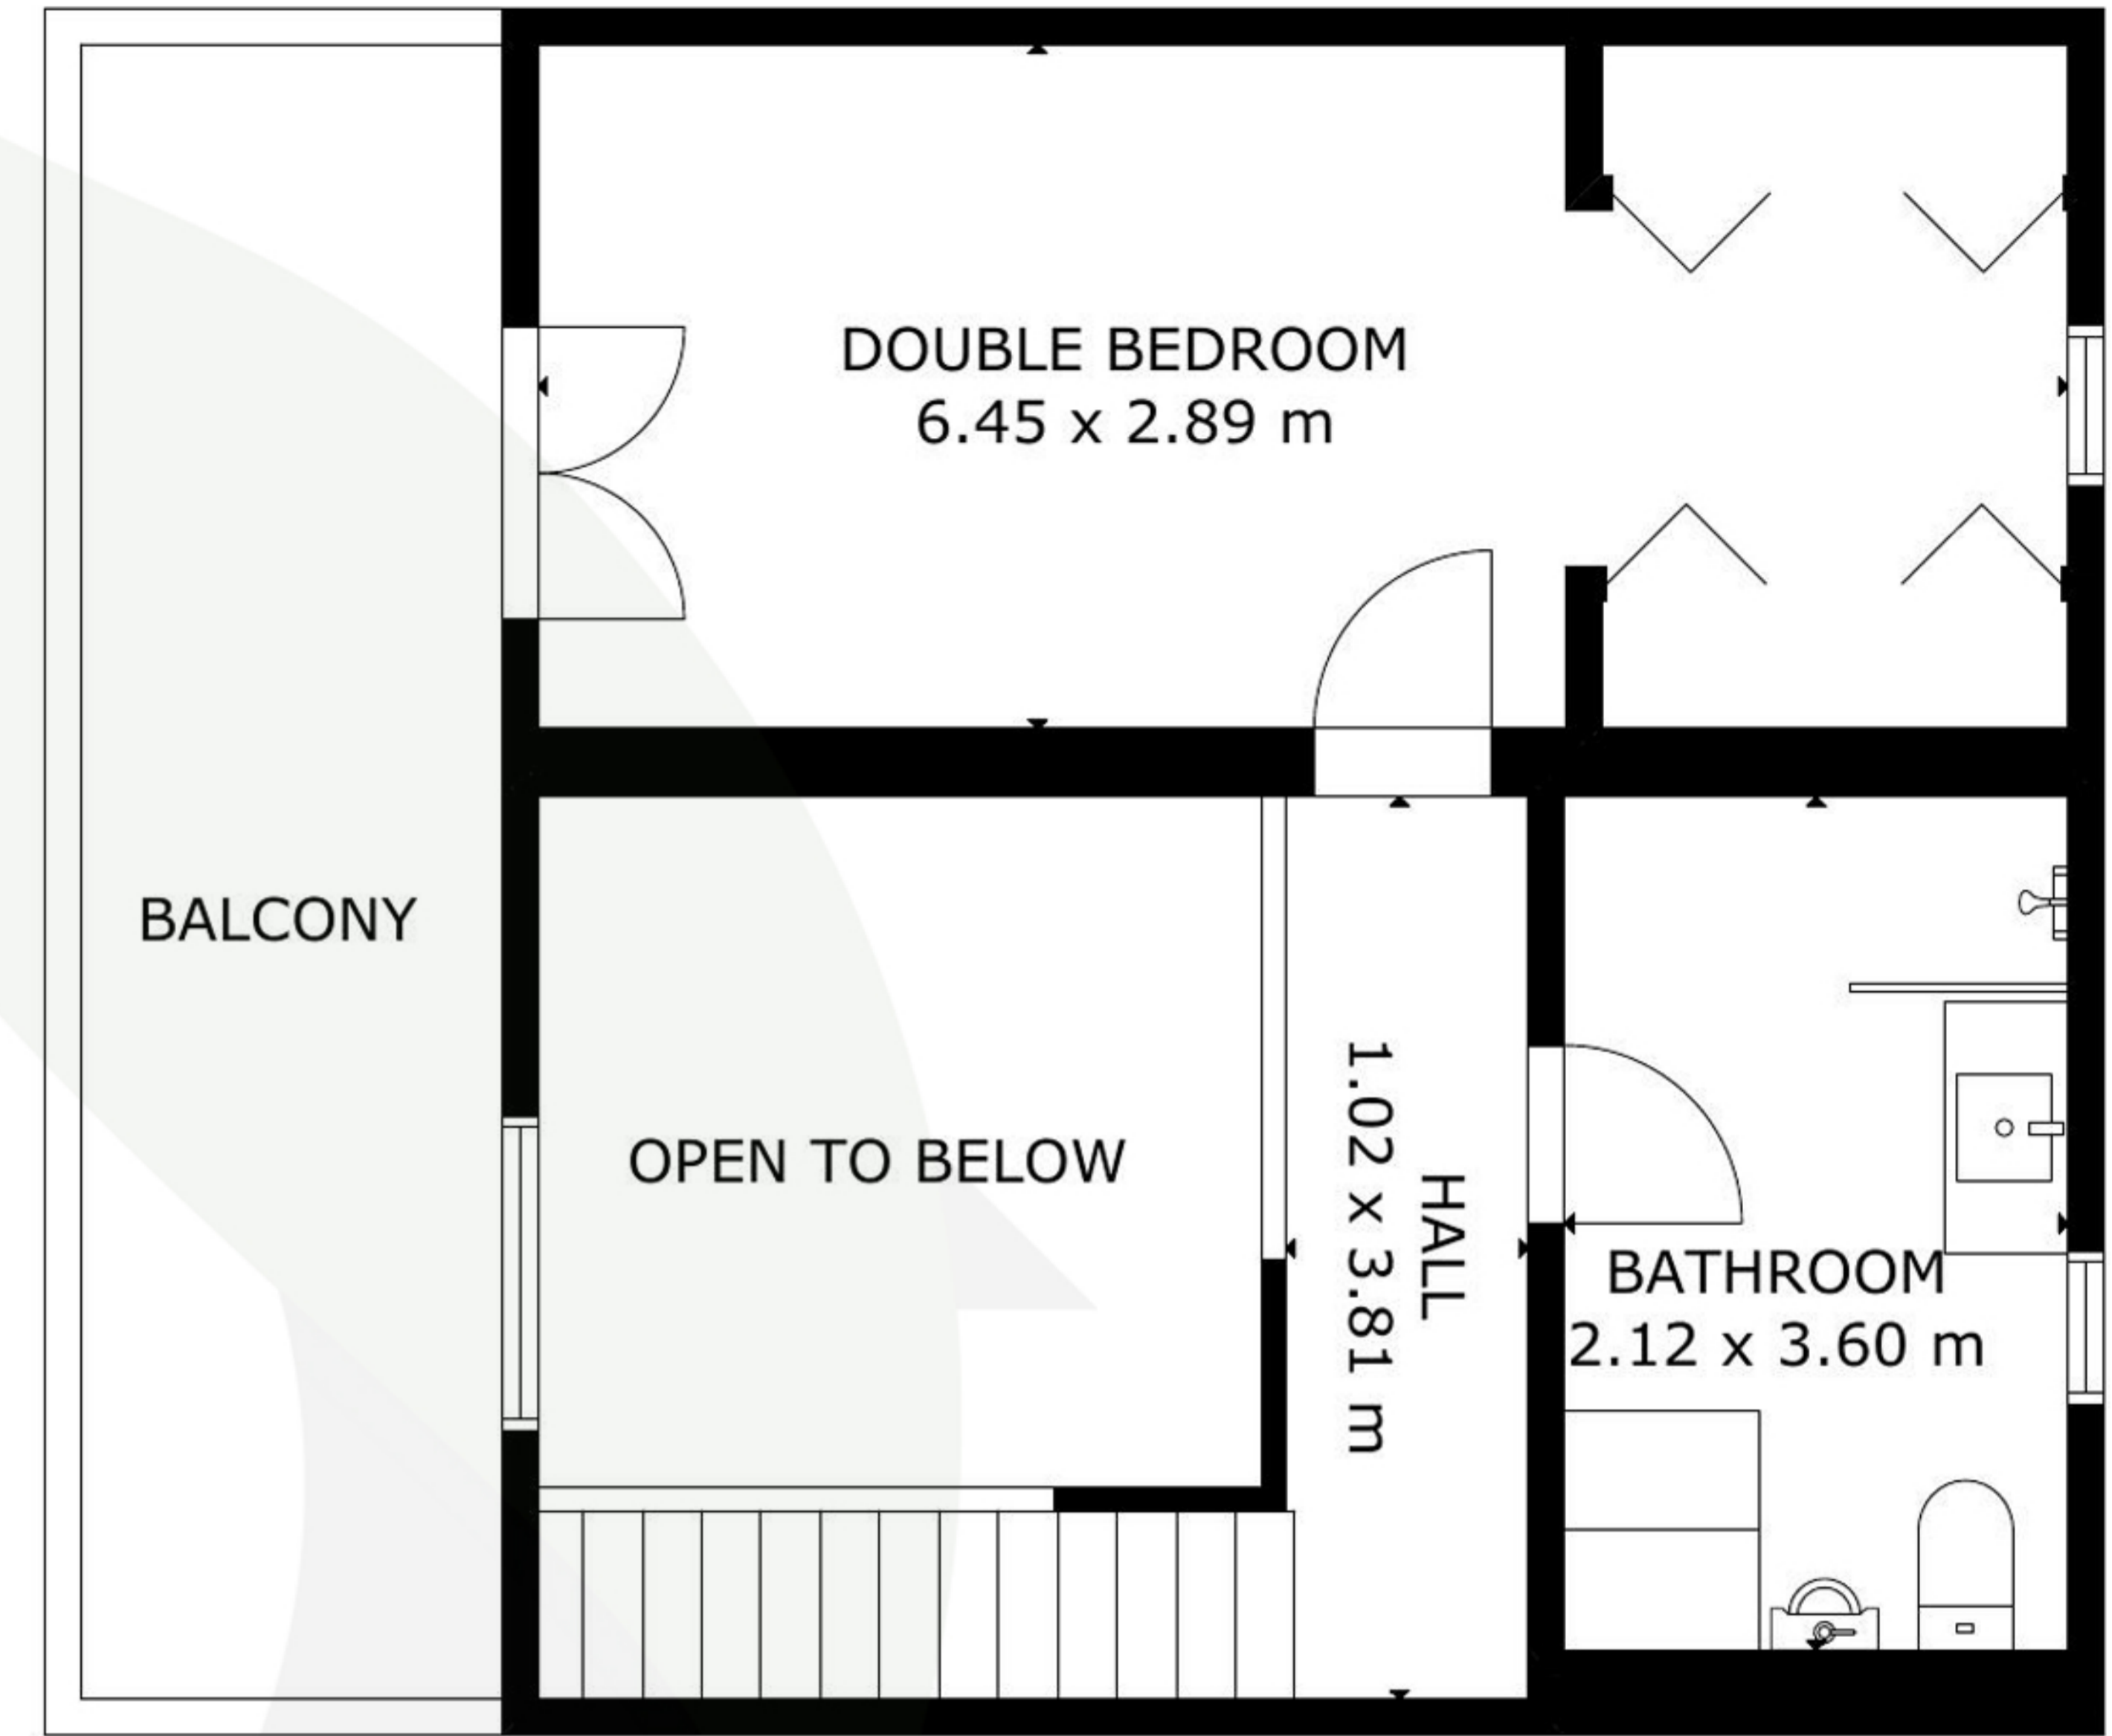 DOUBLE BEDROOM
6.45 x 2.89 m
BALCONY
OPEN TO BELOW
HALL
1.02 x 3.81 m
BATHROOM
2.12 x 3.60 m